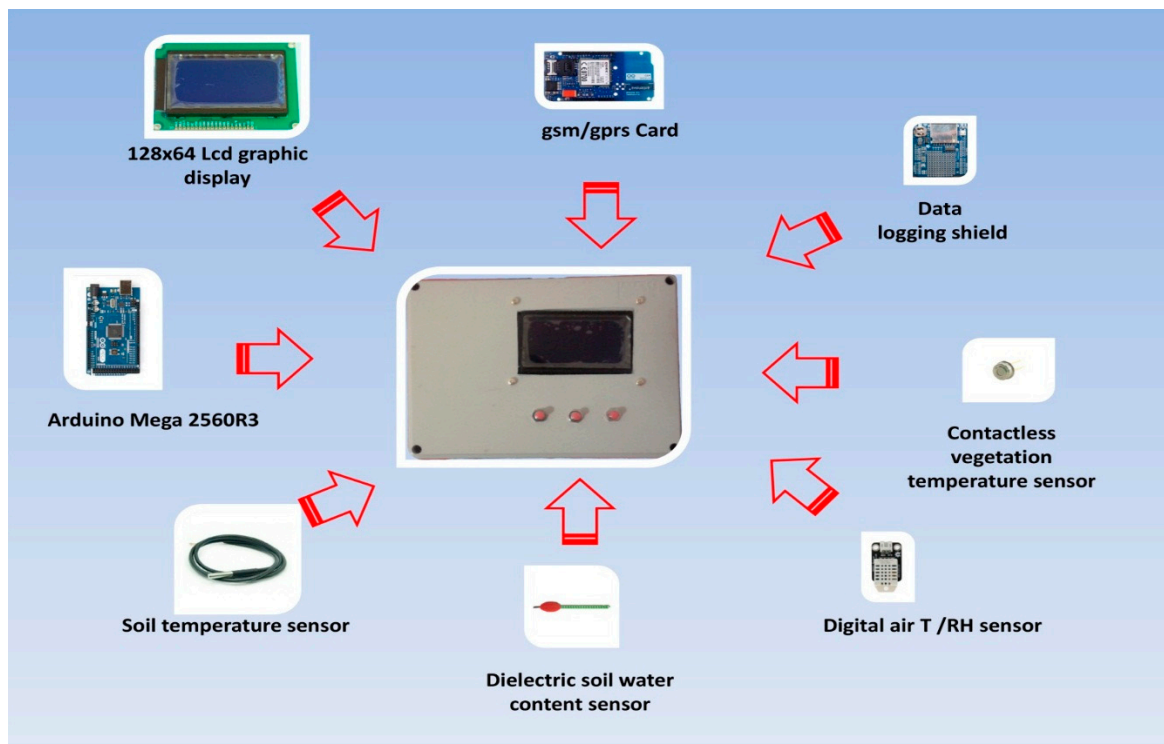 128x64 Lcd graphic
display
gsm/gprs Card
Data
logging shield
Arduino Mega 2560R3
Contactless
vegetation
temperature sensor
Soil temperature sensor
Dielectric soil water
content sensor
Digital air T /RH sensor